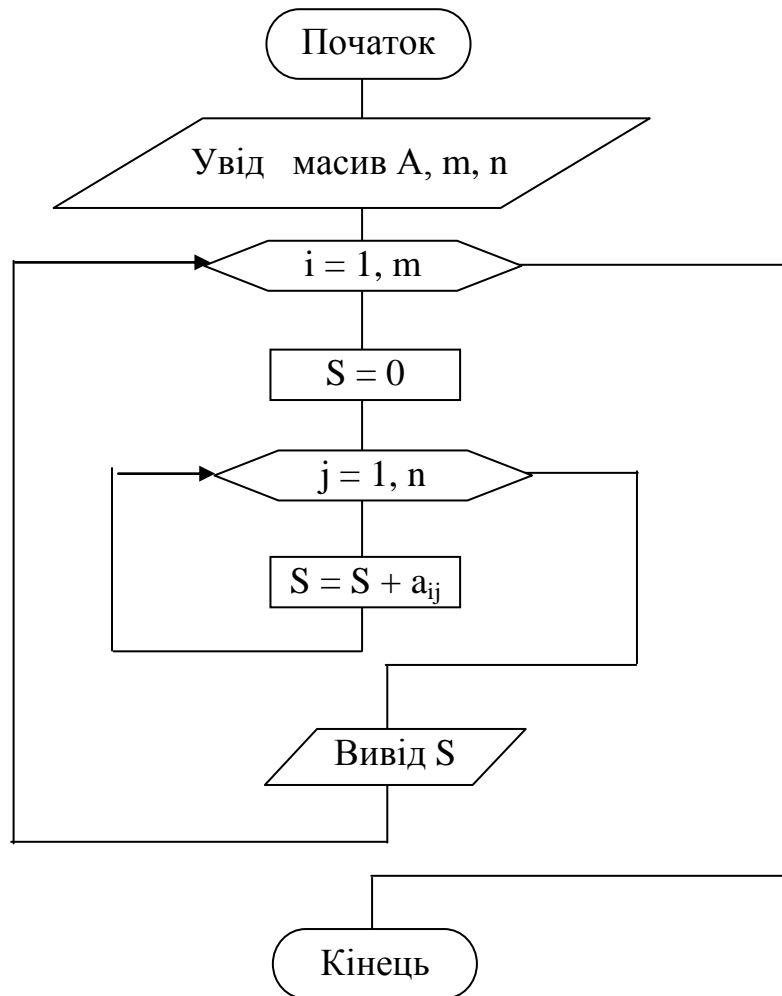 Початок
Увід масив А, m, n
i = 1, m
S = 0
j = 1, n
S = S + aij
Вивід S
Кінець